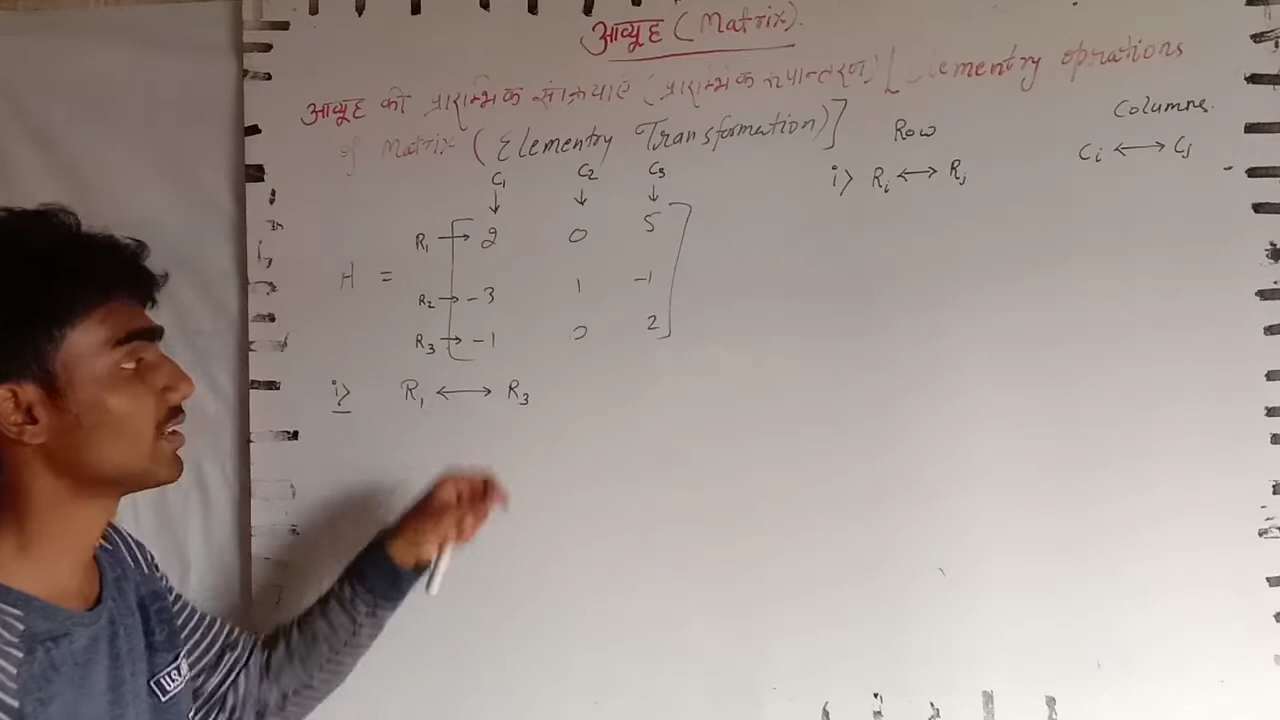 आव्यूह (Matrix).
आव्यूह की प्रारम्भिक संक्रियाएं (प्रारम्भिक रूपान्तरण) [Elementry oprations
of Matrix (Elementry Transformation)]
Row
Columns.
i> Ri ↔ Rj
Ci ↔ Cj
C1 C2 C3
↓ ↓ ↓
R1 → 2 0 5
A =
R2 → -3 1 -1
R3 → -1 0 2
i> R1 ↔ R3